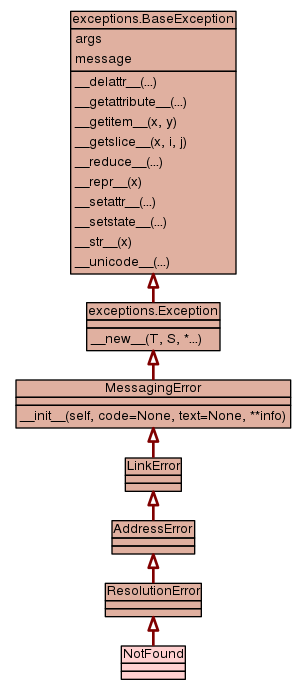 exceptions.BaseException
args
message
__delattr__(...)
__getattribute__(...)
__getitem__(x, y)
__getslice__(x, i, j)
__reduce__(...)
__repr__(x)
__setattr__(...)
__setstate__(...)
__str__(x)
__unicode__(...)
exceptions.Exception
__new__(T, S, *...)
MessagingError
__init__(self, code=None, text=None, **info)
LinkError
AddressError
ResolutionError
NotFound